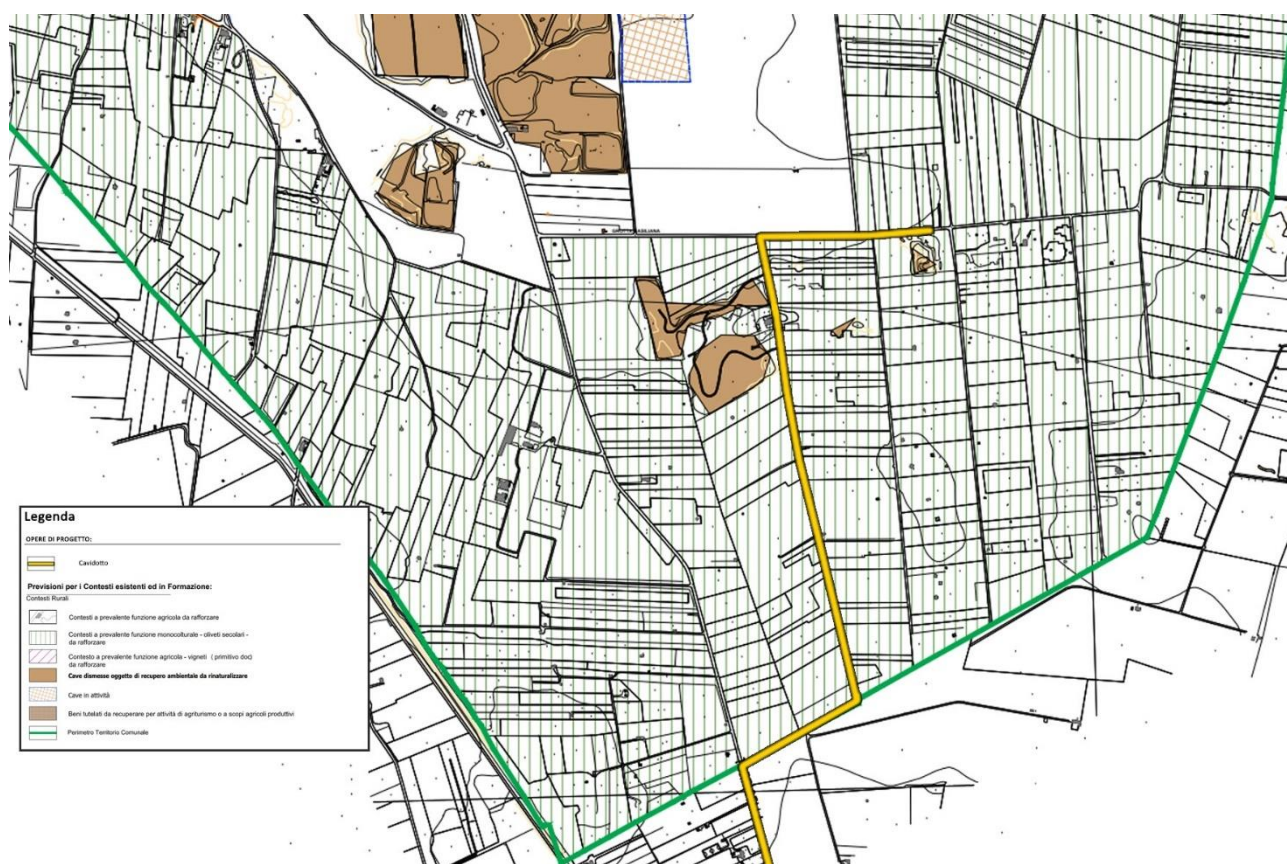 Legenda
OPERE DI PROGETTO:
Cavidotto
Previsioni per i Contesti esistenti ed in Formazione:
Contesti Rurali
Contesti a prevalente funzione agricola da rafforzare
Contesti a prevalente funzione monocolturale - oliveti secolari -
da rafforzare
Contesto a prevalente funzione agricola - vigneti ( primitivo doc)
da rafforzare
Cave dismesse oggetto di recupero ambientale da rinaturalizzare
Cave in attività
Beni tutelati da recuperare per attività di agriturismo o a scopi agricoli produttivi
Perimetro Territorio Comunale